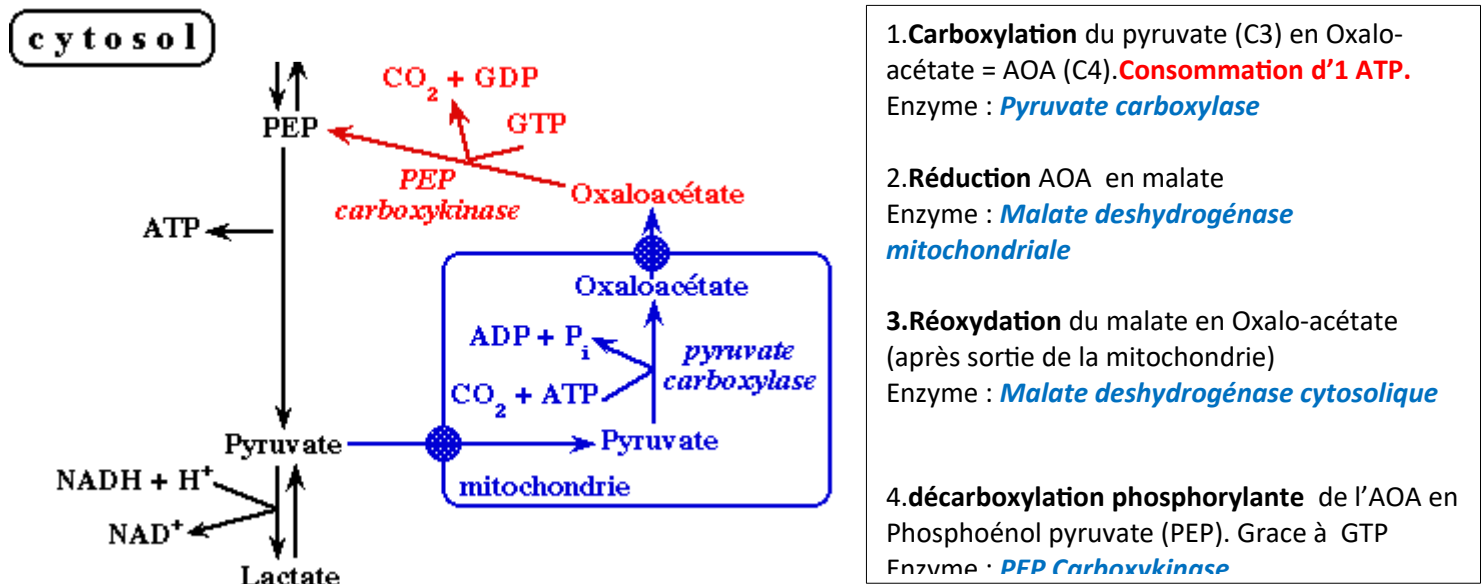 cytosol
CO2 + GDP
GTP
PEP
PEP
carboxykinase
Oxaloacétate
ATP
Oxaloacétate
ADP + Pi
pyruvate
carboxylase
CO2 + ATP
Pyruvate
Pyruvate
NADH + H+
mitochondrie
NAD+
Lactate
1.Carboxylation du pyruvate (C3) en Oxalo-
acétate = AOA (C4).Consommation d'1 ATP.
Enzyme : Pyruvate carboxylase
2.Réduction AOA en malate
Enzyme : Malate deshydrogénase
mitochondriale
3.Réoxydation du malate en Oxalo-acétate
(après sortie de la mitochondrie)
Enzyme : Malate deshydrogénase cytosolique
4.décarboxylation phosphorylante de l'AOA en
Phosphoénol pyruvate (PEP). Grace à GTP
Enzyme : PEP Carboxykinase